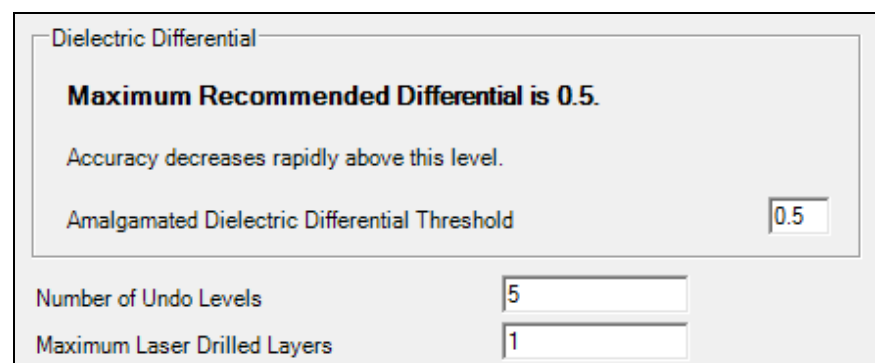 Dielectric Differential
Maximum Recommended Differential is 0.5.
Accuracy decreases rapidly above this level.
Amalgamated Dielectric Differential Threshold 0.5
Number of Undo Levels 5
Maximum Laser Drilled Layers 1